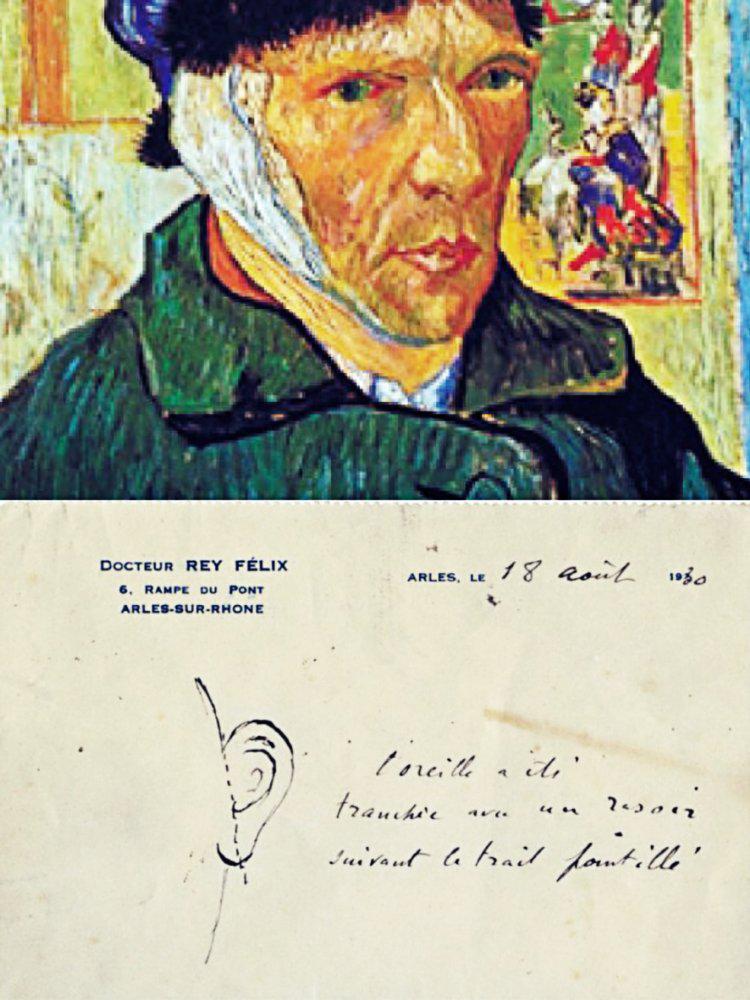 DOCTEUR REY FÉLIX
6, RAMPE DU PONT
ARLES-SUR-RHONE
ARLES, LE 18 août 1930
l'oreille a été
tranchée avec un rasoir
suivant le trait pointillé